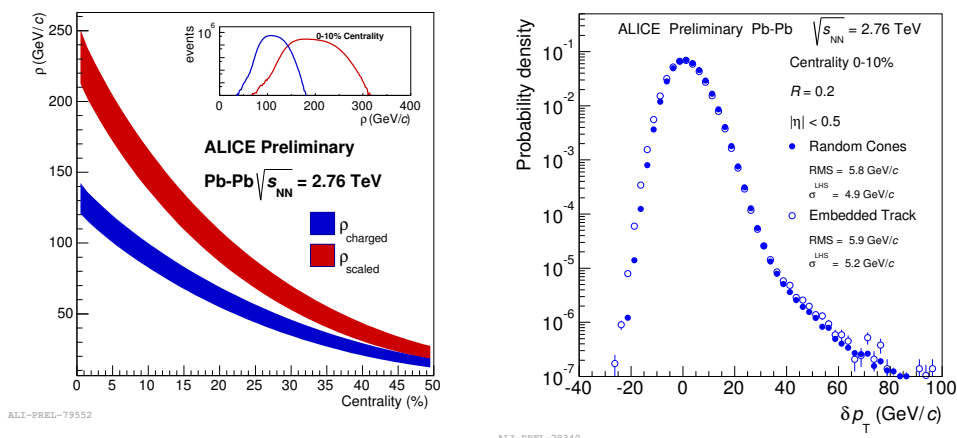 ρ (GeV/c)
250
200
150
100
50
0 5 10 15 20 25 30 35 40 45 50
Centrality (%)
events
10^6
0-10% Centrality
0 100 200 300 400
ρ (GeV/c)
ALICE Preliminary
Pb-Pb √s_NN = 2.76 TeV
ρ_charged
ρ_scaled
ALI-PREL-79552
Probability density
10^-1
10^-2
10^-3
10^-4
10^-5
10^-6
10^-7
-40 -20 0 20 40 60 80 100
δp_T (GeV/c)
ALICE Preliminary Pb-Pb √s_NN = 2.76 TeV
Centrality 0-10%
R = 0.2
|η| < 0.5
Random Cones
RMS = 5.8 GeV/c
σ^LHS = 4.9 GeV/c
Embedded Track
RMS = 5.9 GeV/c
σ^LHS = 5.2 GeV/c